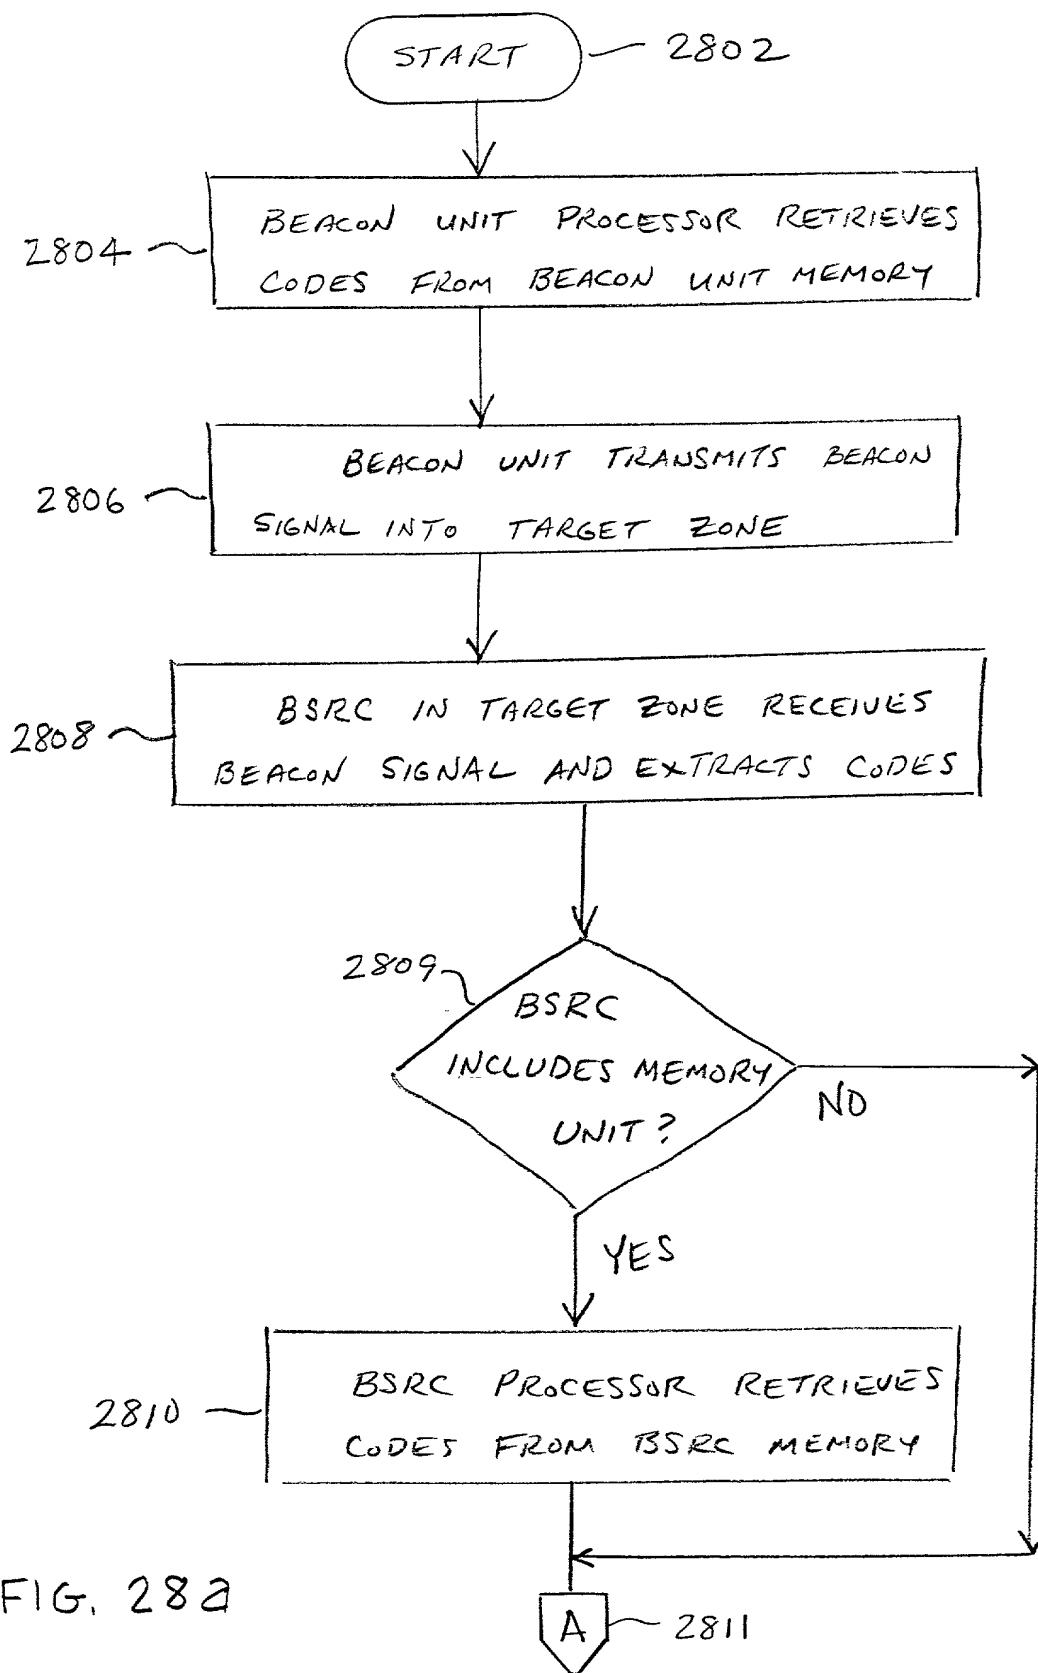 START
2802
2804
BEACON UNIT PROCESSOR RETRIEVES
CODES FROM BEACON UNIT MEMORY
2806
BEACON UNIT TRANSMITS BEACON
SIGNAL INTO TARGET ZONE
2808
BSRC IN TARGET ZONE RECEIVES
BEACON SIGNAL AND EXTRACTS CODES
2809
BSRC
INCLUDES MEMORY
UNIT?
NO
YES
2810
BSRC PROCESSOR RETRIEVES
CODES FROM BSRC MEMORY
FIG. 28a
A
2811